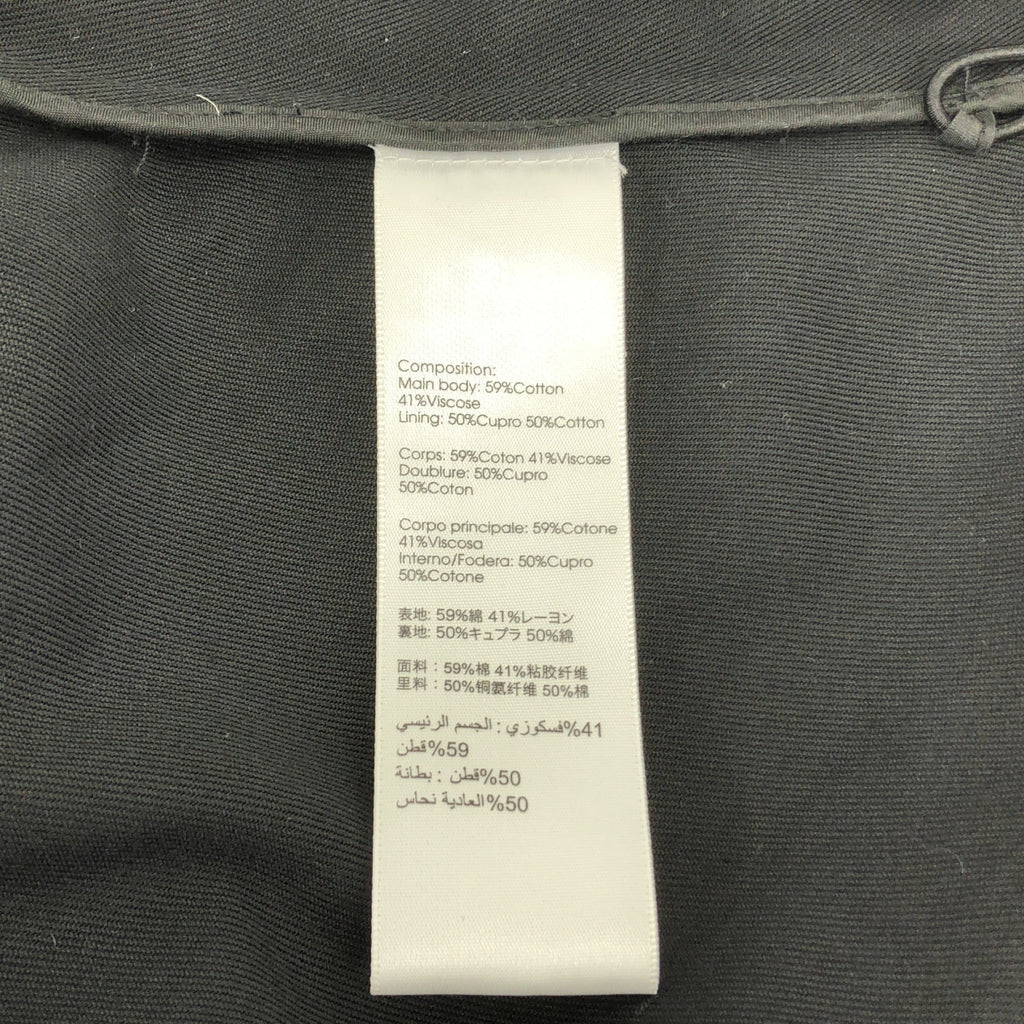 Composition:
Main body: 59%Cotton
41%Viscose
Lining: 50%Cupro 50%Cotton
Corps: 59%Coton 41%Viscose
Doublure: 50%Cupro
50%Coton
Corpo principale: 59%Cotone
41%Viscosa
Interno/Fodera: 50%Cupro
50%Cotone
表地: 59%綿 41%レーヨン
裏地: 50%キュプラ 50%綿
面料：59%棉 41%粘胶纤维
里料：50%铜氨纤维 50%棉
41%فسكوزي : الجسم الرئيسي
59%قطن
50%قطن : بطانة
50%العادية نحاس